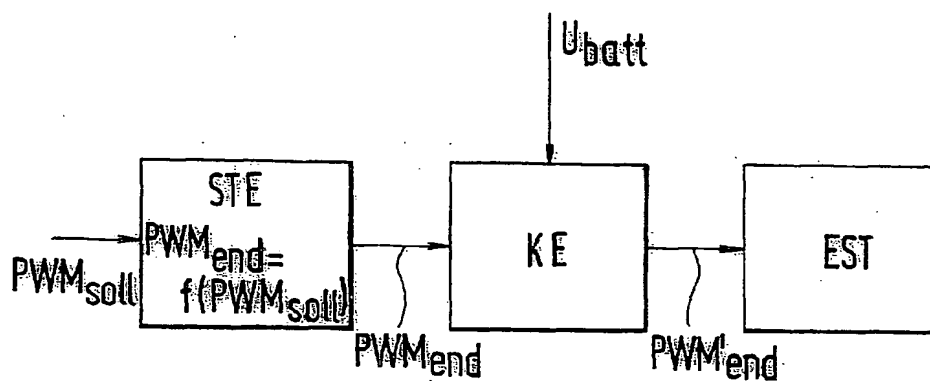 U_batt
STE
PWM_end=
f(PWM_soll)
PWM_soll
KE
EST
PWM_end
PWM'_end